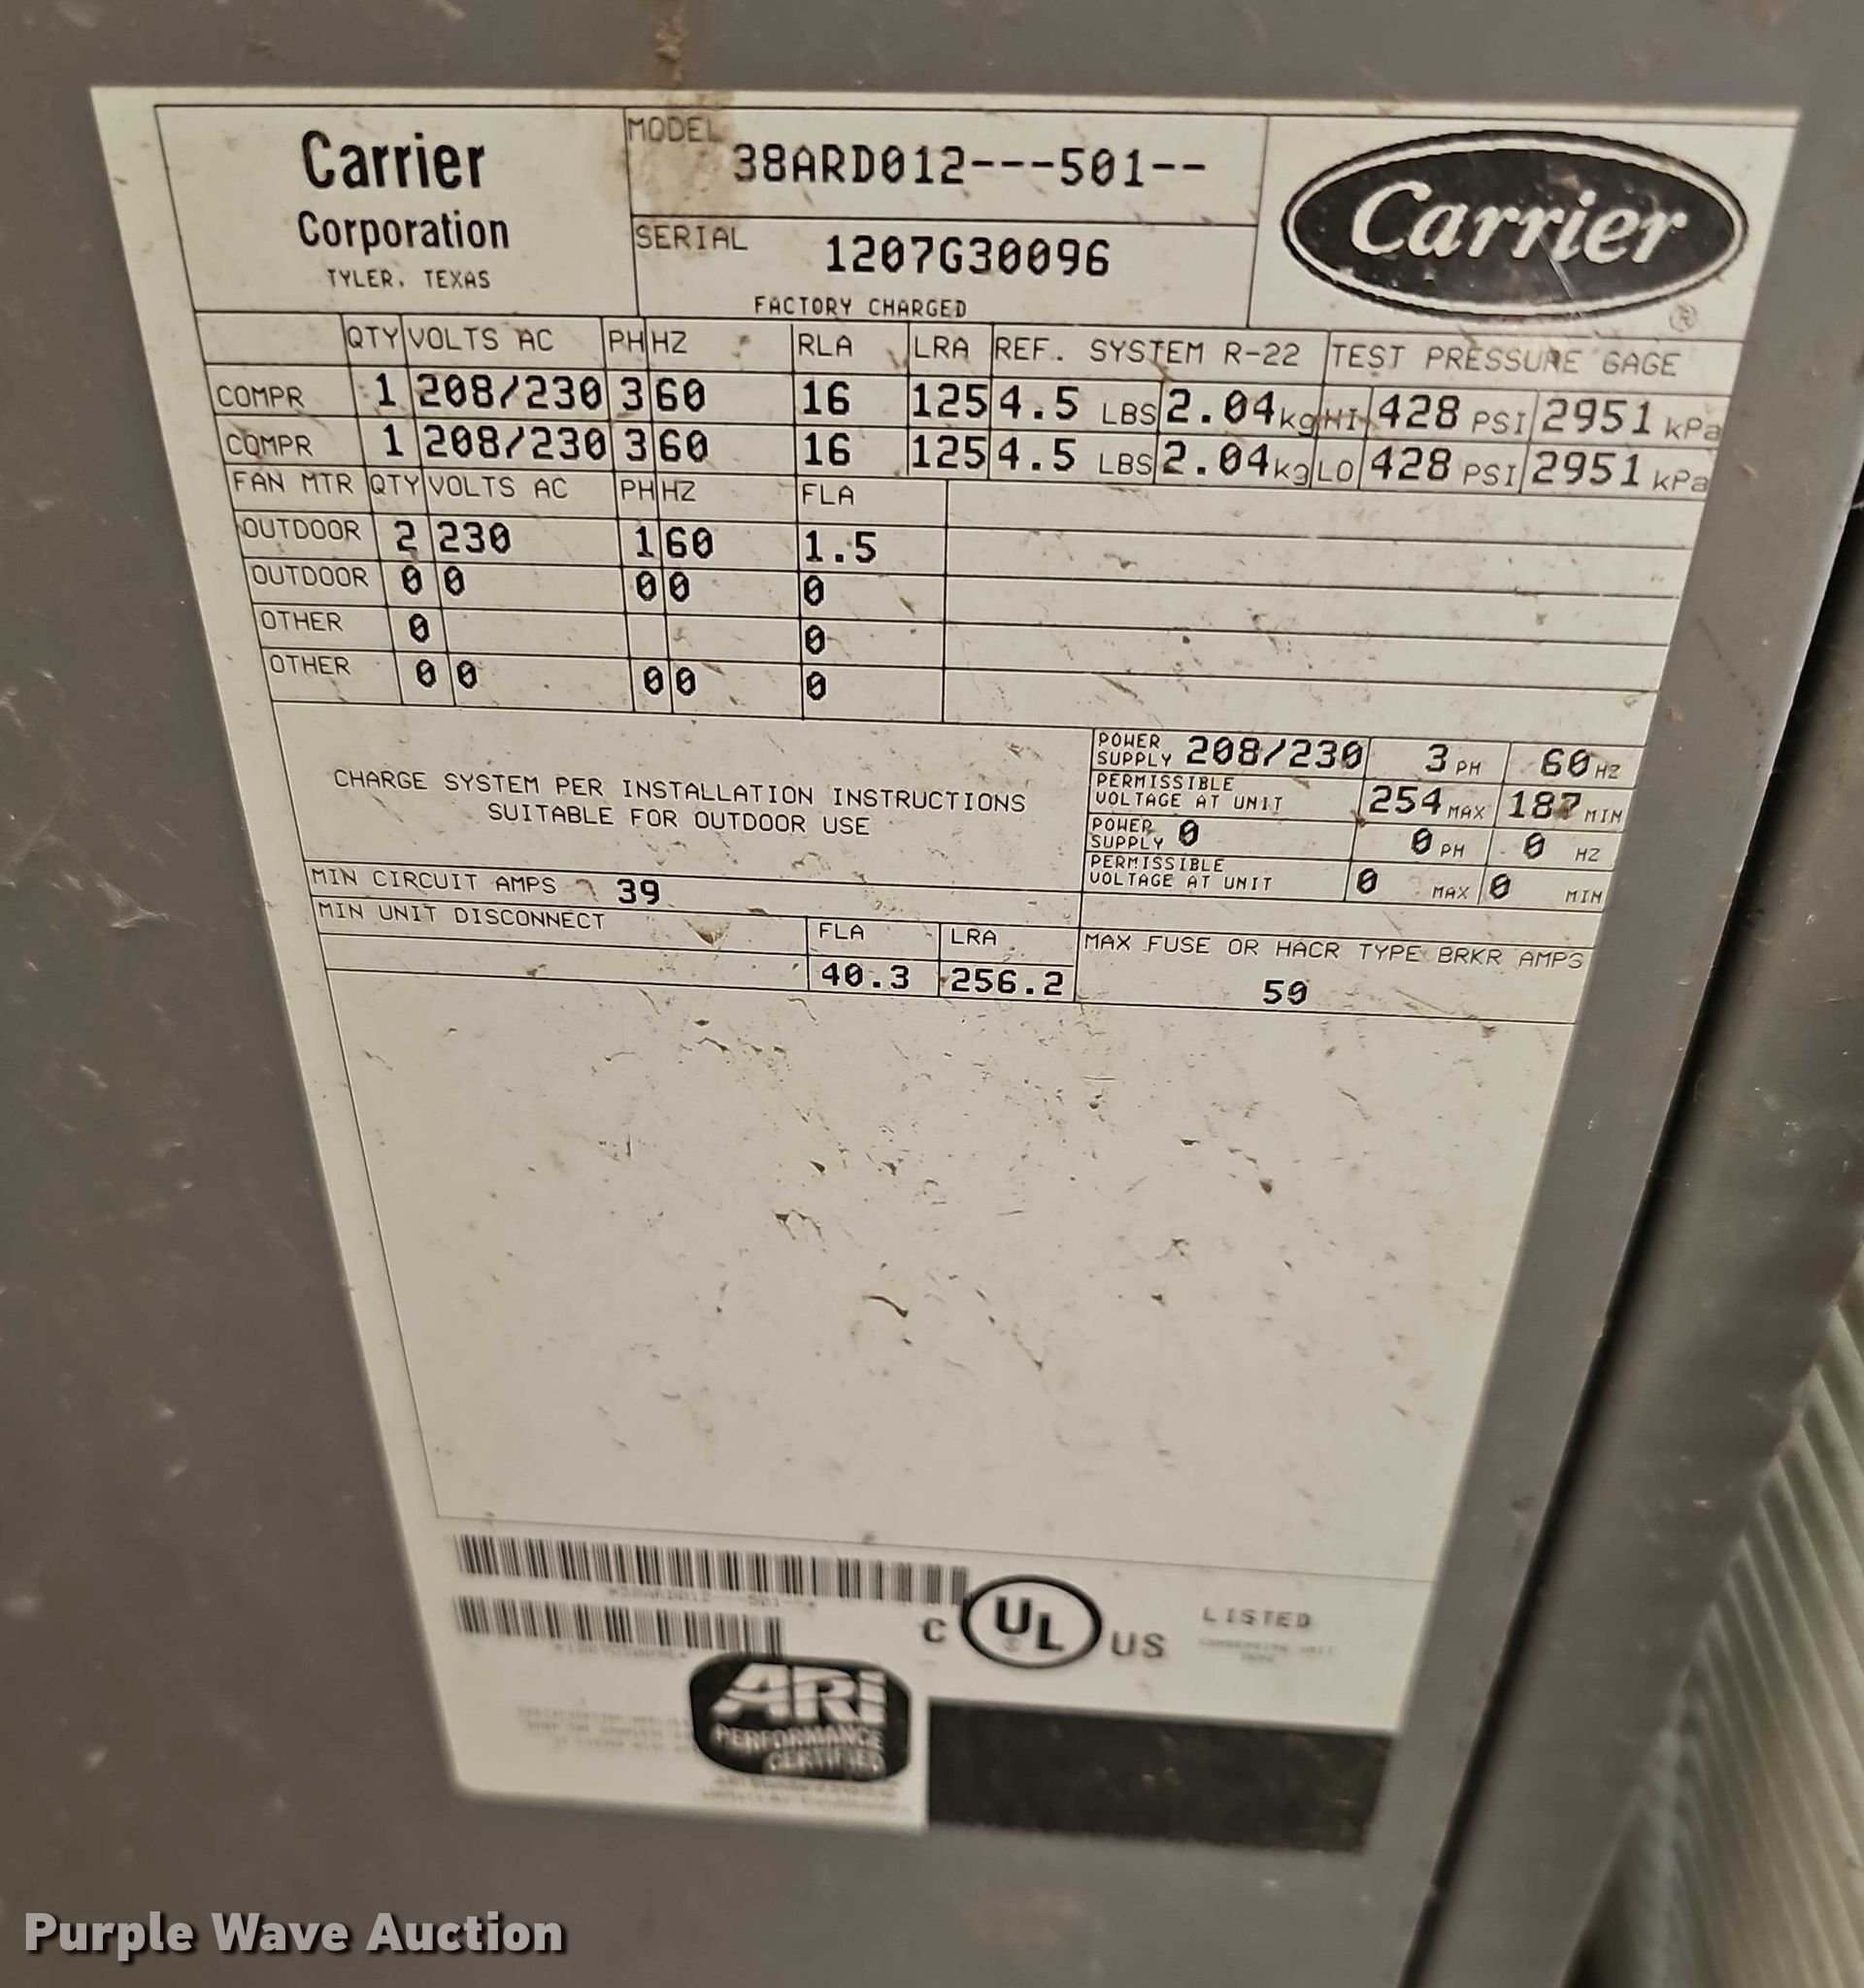 Carrier
Corporation
TYLER, TEXAS
MODEL 38ARD012---501--
SERIAL 1207G30096
FACTORY CHARGED
Carrier ®
QTY VOLTS AC PH HZ RLA LRA REF. SYSTEM R-22 TEST PRESSURE GAGE
COMPR 1 208/230 3 60 16 125 4.5 LBS 2.04 kg HI 428 PSI 2951 kPa
COMPR 1 208/230 3 60 16 125 4.5 LBS 2.04 kg LO 428 PSI 2951 kPa
FAN MTR QTY VOLTS AC PH HZ FLA
OUTDOOR 2 230 1 60 1.5
OUTDOOR 0 0 0 0 0
OTHER 0 0
OTHER 0 0 0 0 0
CHARGE SYSTEM PER INSTALLATION INSTRUCTIONS
SUITABLE FOR OUTDOOR USE
POWER SUPPLY 208/230 3 PH 60 HZ
PERMISSIBLE VOLTAGE AT UNIT 254 MAX 187 MIN
POWER SUPPLY 0 0 PH 0 HZ
PERMISSIBLE VOLTAGE AT UNIT 0 MAX 0 MIN
MIN CIRCUIT AMPS 39
MIN UNIT DISCONNECT FLA LRA MAX FUSE OR HACR TYPE BRKR AMPS
40.3 256.2 50
C UL ® US LISTED
ARI
PERFORMANCE
CERTIFIED
Purple Wave Auction